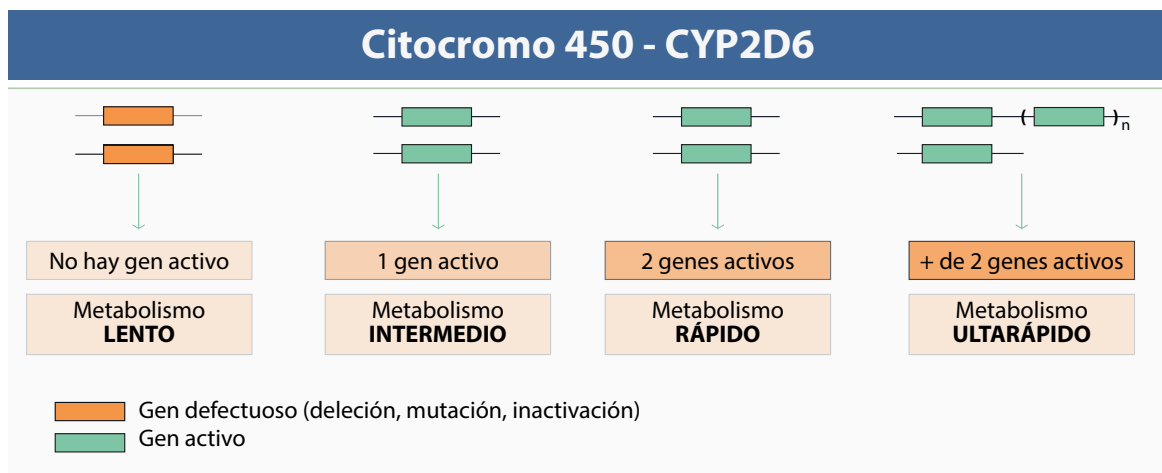 Citocromo 450 - CYP2D6
( )n
No hay gen activo
1 gen activo
2 genes activos
+ de 2 genes activos
Metabolismo
LENTO
Metabolismo
INTERMEDIO
Metabolismo
RÁPIDO
Metabolismo
ULTARÁPIDO
Gen defectuoso (deleción, mutación, inactivación)
Gen activo